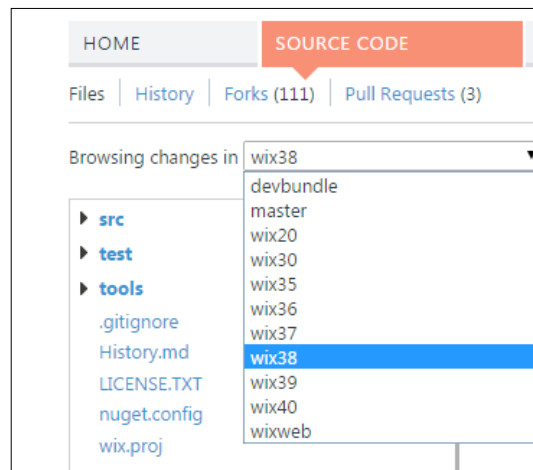 HOME SOURCE CODE
Files History Forks (111) Pull Requests (3)
Browsing changes in wix38
devbundle
master
wix20
wix30
wix35
wix36
wix37
wix38
wix39
wix40
wixweb
src
test
tools
.gitignore
History.md
LICENSE.TXT
nuget.config
wix.proj